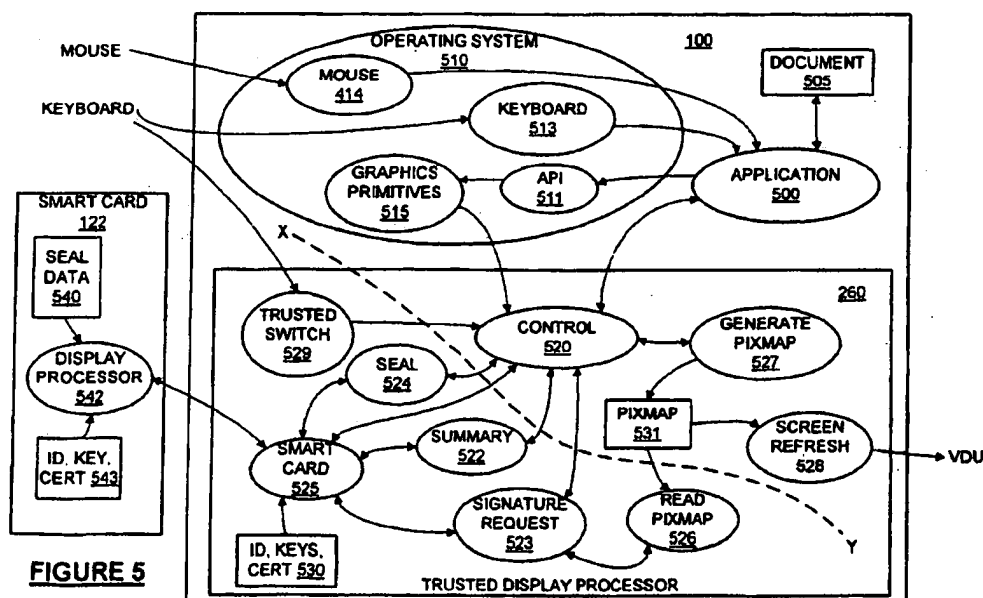 OPERATING SYSTEM
510
100
MOUSE
MOUSE
414
DOCUMENT
505
KEYBOARD
KEYBOARD
513
GRAPHICS
PRIMITIVES
515
API
511
APPLICATION
500
SMART CARD
122
SEAL
DATA
540
X
260
TRUSTED
SWITCH
529
CONTROL
520
GENERATE
PIXMAP
527
DISPLAY
PROCESSOR
542
SEAL
524
PIXMAP
531
SCREEN
REFRESH
528
VDU
SUMMARY
522
SMART
CARD
525
ID, KEY,
CERT 543
SIGNATURE
REQUEST
523
READ
PIXMAP
526
Y
ID, KEYS,
CERT 530
FIGURE 5
TRUSTED DISPLAY PROCESSOR